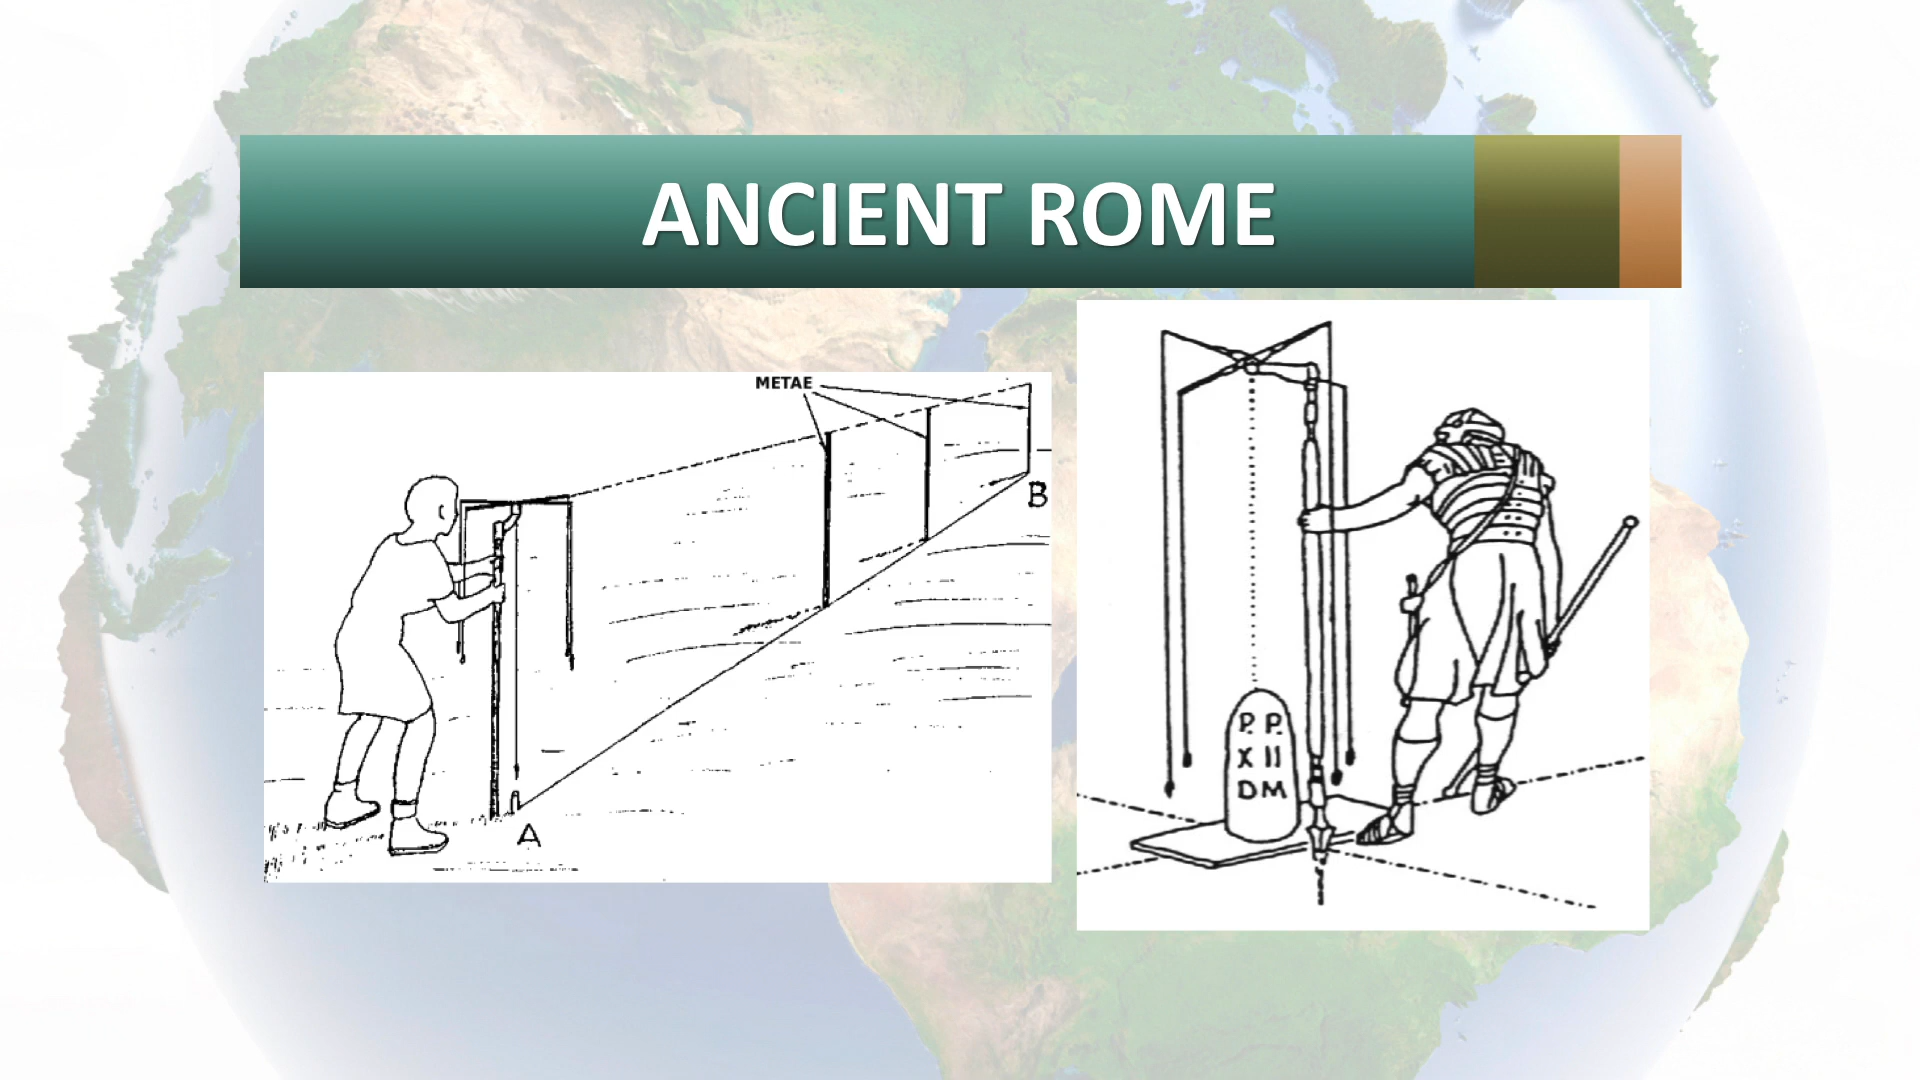 ANCIENT ROME
METAE
B
A
P. P.
X II
DM